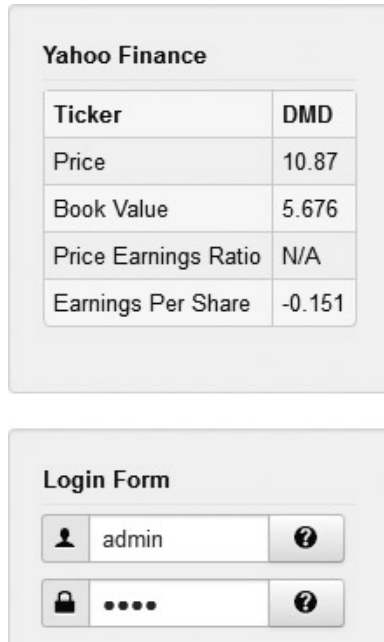 Yahoo Finance
Ticker DMD
Price 10.87
Book Value 5.676
Price Earnings Ratio N/A
Earnings Per Share -0.151
Login Form
admin
••••